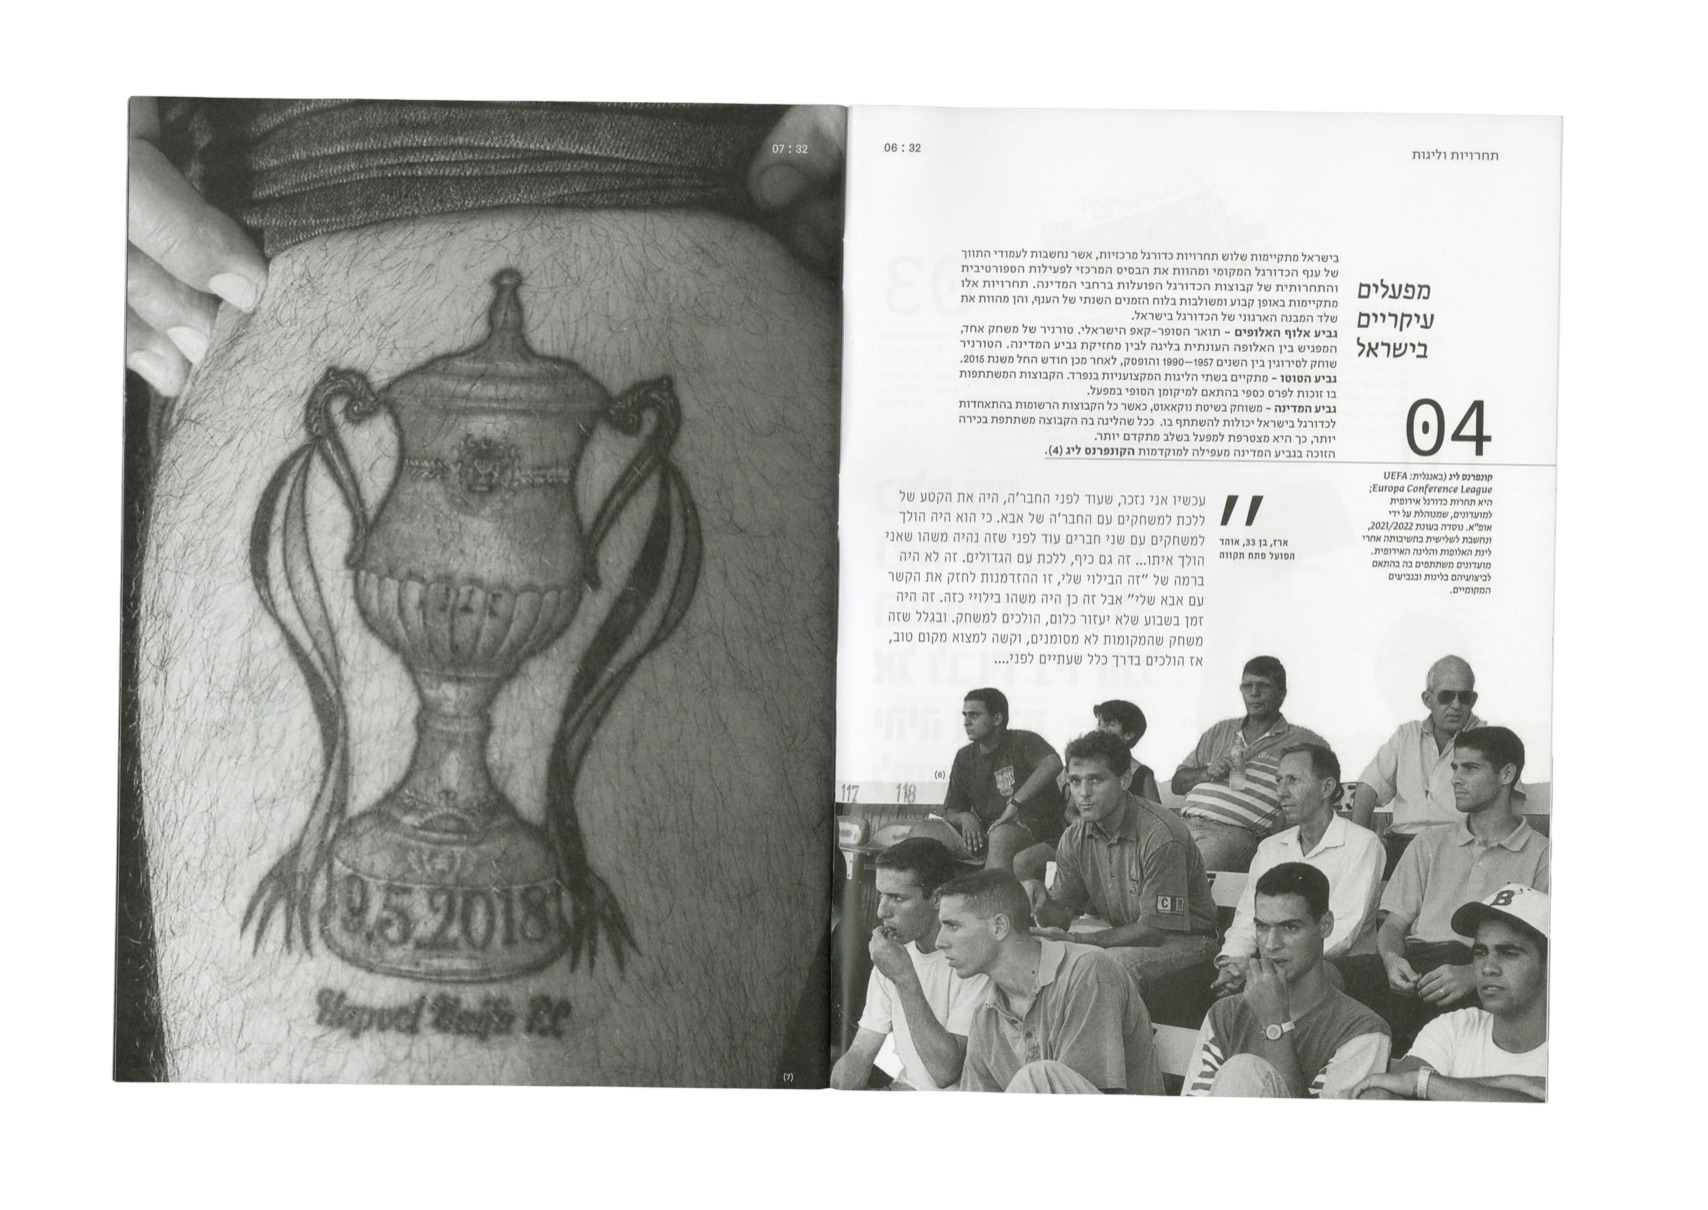 תחרויות וליגות
06 : 32
מפעלים
עיקריים
בישראל
04
בישראל מתקיימות שלוש תחרויות כדורגל מרכזיות, אשר נחשבות לעמודי התווך
של ענף הכדורגל המקומי ומהוות את הבסיס המרכזי לפעילות הספורטיבית
והתחרותית של קבוצות הכדורגל הפועלות ברחבי המדינה. תחרויות אלו
מתקיימות באופן קבוע ומשולבות בלוח הזמנים השנתי של הענף, והן מהוות את
שלד המבנה הארגוני של הכדורגל בישראל.
גביע אלוף האלופים – תואר הסופר-קאפ הישראלי. טורניר של משחק אחד,
המפגיש בין האלופה העונתית בליגה לבין מחזיקת גביע המדינה. הטורניר
שוחק לסירוגין בין השנים 1957–1990 והופסק, לאחר מכן חודש החל משנת 2015.
גביע הטוטו – מתקיים בשתי הליגות המקצועניות בנפרד. הקבוצות המשתתפות
בו זוכות לפרס כספי בהתאם למיקומן הסופי במפעל.
גביע המדינה – משוחק בשיטת נוקאאוט, כאשר כל הקבוצות הרשומות בהתאחדות
לכדורגל בישראל יכולות להשתתף בו. ככל שהליגה בה הקבוצה משתתפת בכירה
יותר, כך היא מצטרפת למפעל בשלב מתקדם יותר.
הזוכה בגביע המדינה מעפילה למוקדמות הקונפרנס ליג (4).
קונפרנס ליג (באנגלית: UEFA
Europa Conference League;
היא תחרות כדורגל אירופית
למועדונים, שמנוהלת על ידי
אופ"א. נוסדה בעונת 2021/2022,
ונחשבת לשלישית בחשיבותה אחרי
ליגת האלופות והליגה האירופית.
מועדונים משתתפים בה בהתאם
לביצועיהם בליגות ובגביעים
המקומיים.
"
ארז, בן 33, אוהד
הפועל פתח תקווה
עכשיו אני נזכר, שעוד לפני החבר'ה, היה את הקטע של
ללכת למשחקים עם החבר'ה של אבא. כי הוא היה הולך
למשחקים עם שני חברים עוד לפני שזה נהיה משהו שאני
הולך איתו... זה גם כיף, ללכת עם הגדולים. זה לא היה
ברמה של "זה הבילוי שלי, זו ההזדמנות לחזק את הקשר
עם אבא שלי" אבל זה כן היה משהו בילויי כזה. זה היה
זמן בשבוע שלא יעזור כלום, הולכים למשחק. ובגלל שזה
משחק שהמקומות לא מסומנים, וקשה למצוא מקום טוב,
אז הולכים בדרך כלל שעתיים לפני....
(6)
117 118
B
07 : 32
9.5.2018
Hapoel Haifa F.C
(7)